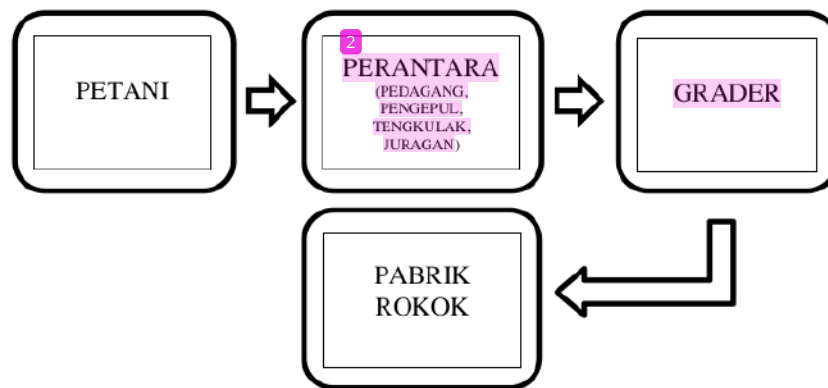 PETANI
2
PERANTARA
(PEDAGANG,
PENGEPUL,
TENGKULAK,
JURAGAN)
GRADER
PABRIK
ROKOK